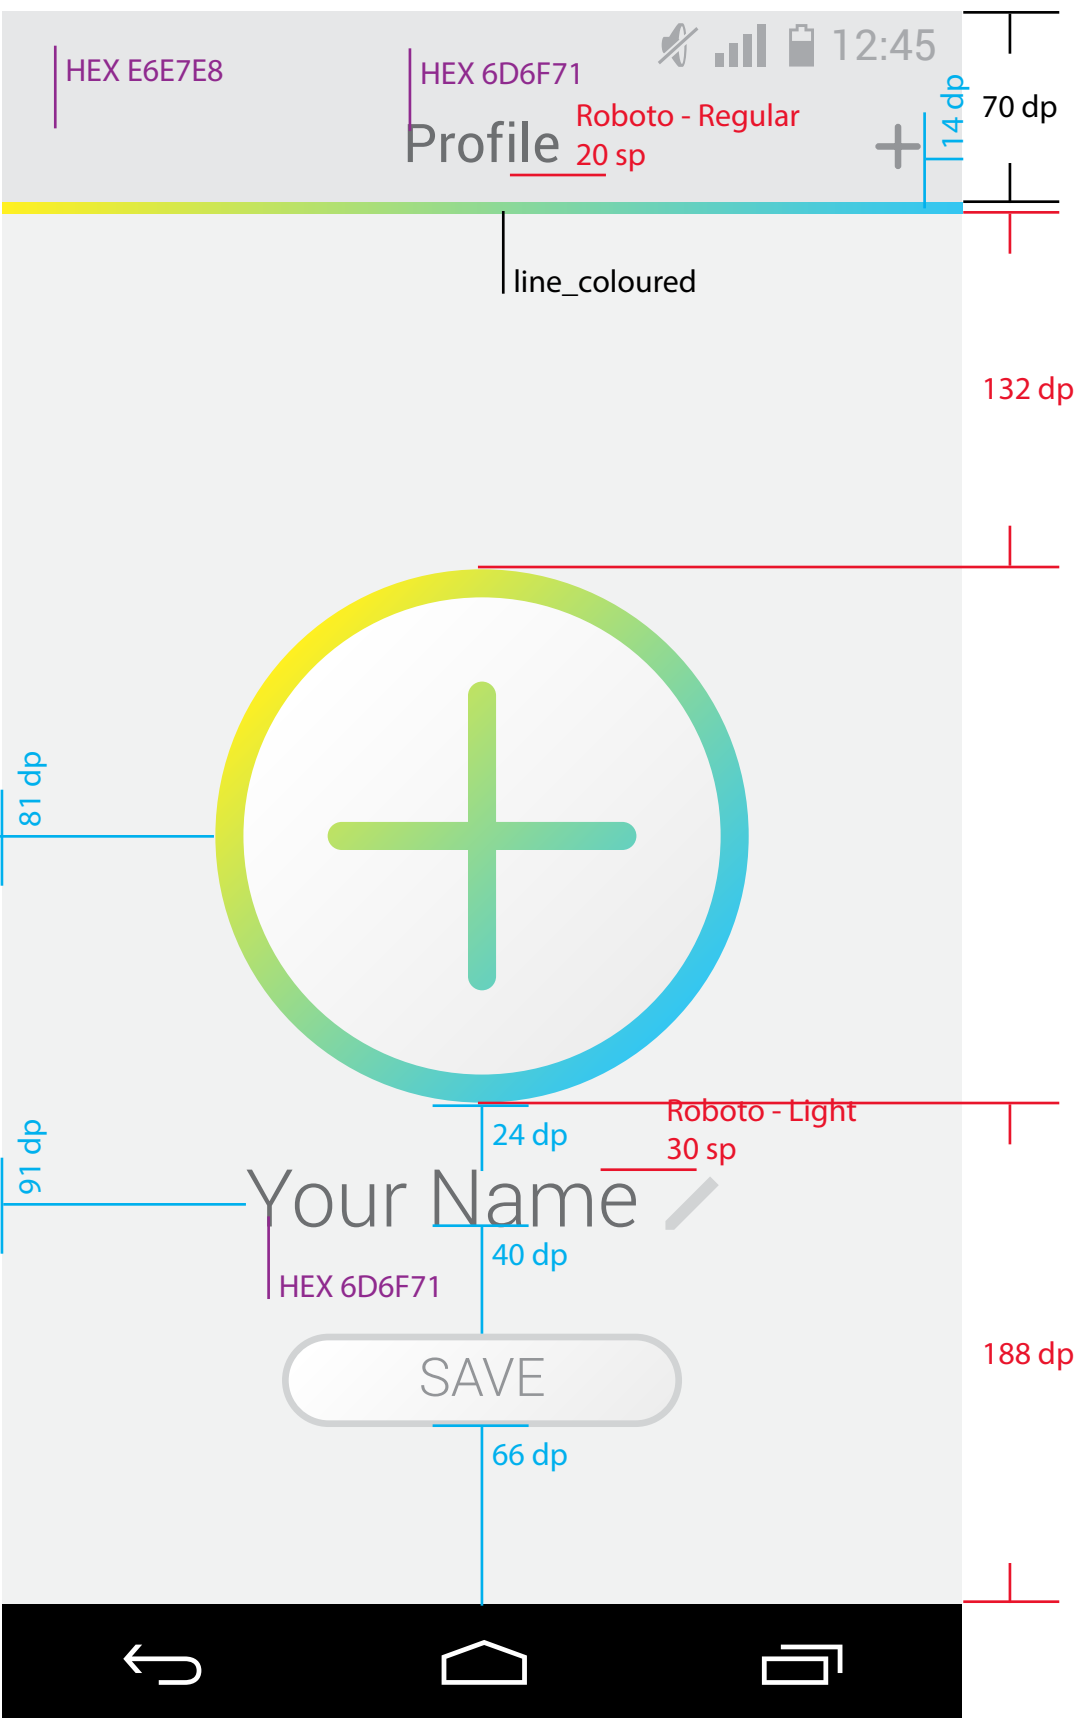 12:45
HEX E6E7E8
HEX 6D6F71
14 dp
70 dp
Roboto - Regular
20 sp
Profile
line_coloured
132 dp
81 dp
Roboto - Light
30 sp
24 dp
91 dp
Your Name
40 dp
HEX 6D6F71
188 dp
SAVE
66 dp